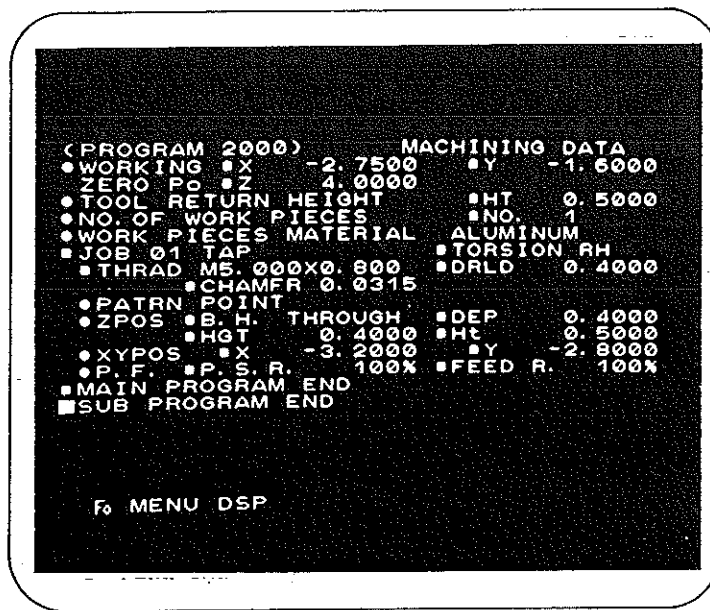 (PROGRAM 2000) MACHINING DATA
WORKING X -2.7500 Y -1.6000
ZERO Po Z 4.0000
TOOL RETURN HEIGHT HT 0.5000
NO. OF WORK PIECES NO. 1
WORK PIECES MATERIAL ALUMINUM
JOB 01 TAP TORSION RH
THRAD M5.000X0.800 DRLD 0.4000
CHAMFR 0.0315
PATRN POINT
ZPOS B.H. THROUGH DEP 0.4000
HGT 0.4000 Ht 0.5000
XYPOS X -3.2000 Y -2.8000
P.F. P.S.R. 100% FEED R. 100%
MAIN PROGRAM END
SUB PROGRAM END
Fo MENU DSP